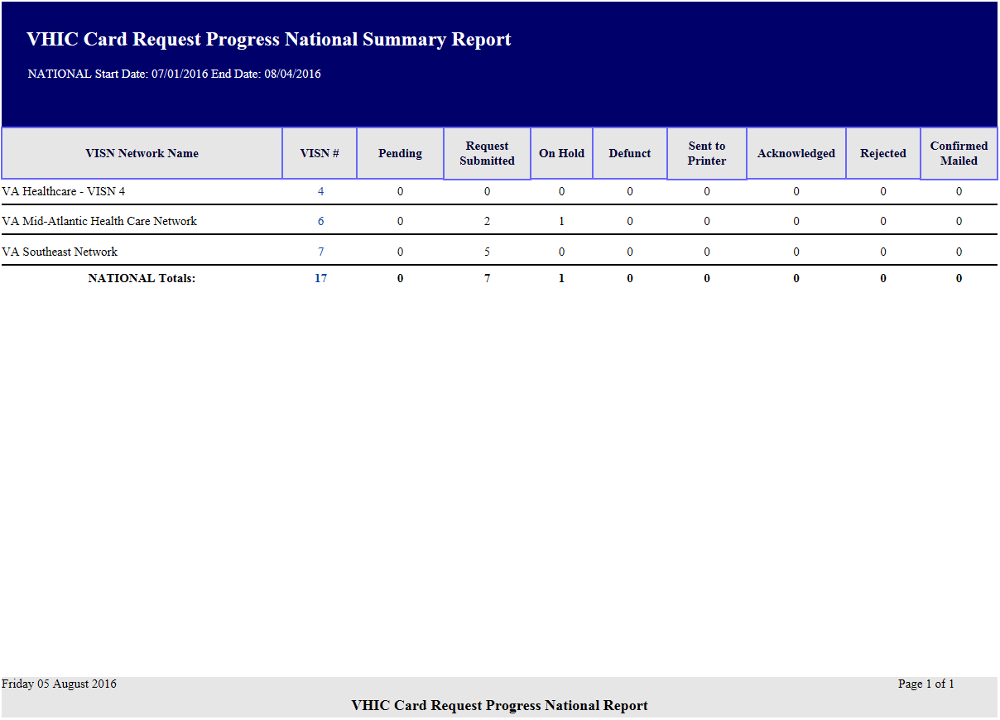 VHIC Card Request Progress National Summary Report
NATIONAL Start Date: 07/01/2016 End Date: 08/04/2016
VISN Network Name VISN # Pending Request Submitted On Hold Defunct Sent to Printer Acknowledged Rejected Confirmed Mailed
VA Healthcare - VISN 4 4 0 0 0 0 0 0 0 0
VA Mid-Atlantic Health Care Network 6 0 2 1 0 0 0 0 0
VA Southeast Network 7 0 5 0 0 0 0 0 0
NATIONAL Totals: 17 0 7 1 0 0 0 0 0
Friday 05 August 2016 Page 1 of 1
VHIC Card Request Progress National Report